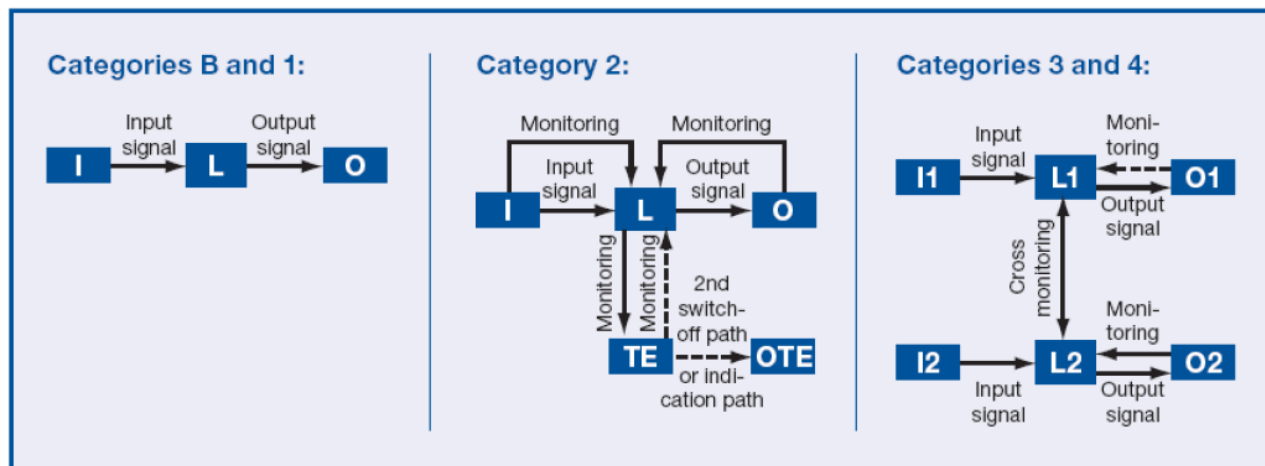 Categories B and 1:
Input
signal
Output
signal
I
L
O
Category 2:
Monitoring
Monitoring
Input
signal
Output
signal
I
L
O
Monitoring
Monitoring
2nd
switch-
off path
TE
OTE
or indi-
cation path
Categories 3 and 4:
Input
signal
Moni-
toring
I1
L1
O1
Output
signal
Cross
monitoring
Moni-
toring
I2
L2
O2
Input
signal
Output
signal